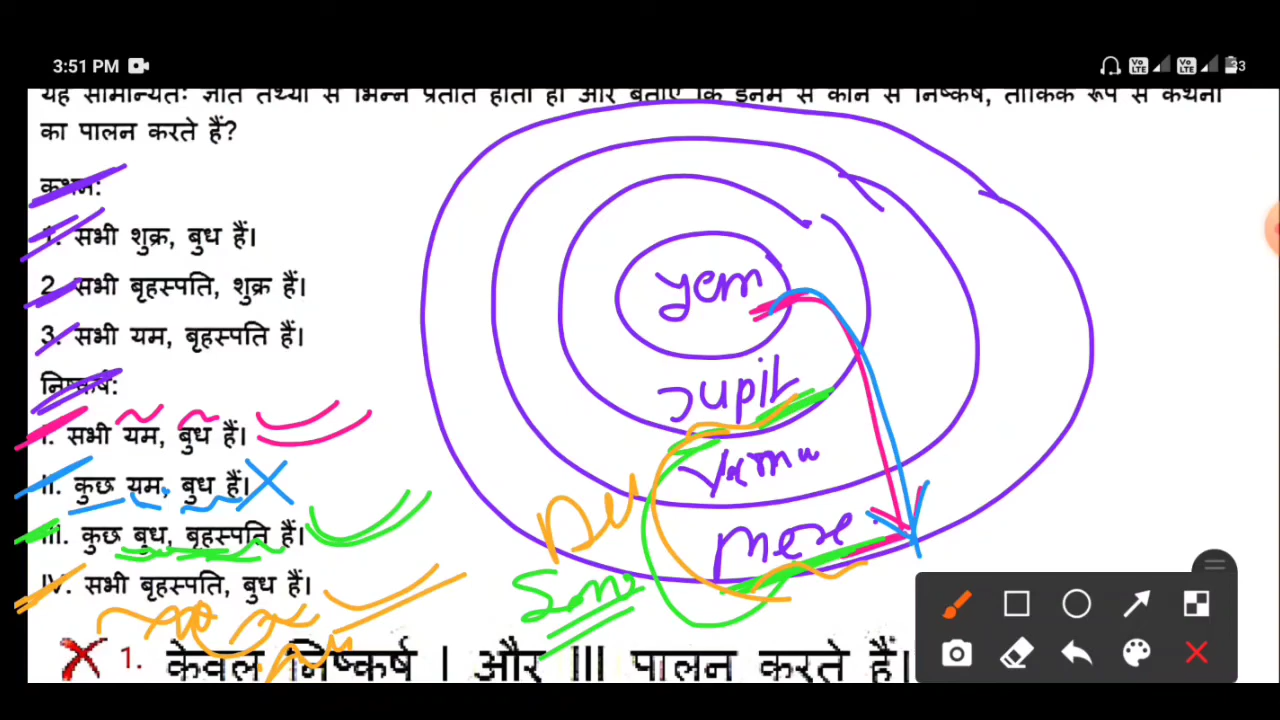 3:51 PM
33
यह सामान्यतः ज्ञात तथ्यों से भिन्न प्रतीत होता हो और बताएं कि इनमें से कौन से निष्कर्ष, तार्किक रूप से कथनों
का पालन करते हैं?
कथन:
1. सभी शुक्र, बुध हैं।
2. सभी बृहस्पति, शुक्र हैं।
3. सभी यम, बृहस्पति हैं।
निष्कर्ष:
I. सभी यम, बुध हैं।
II. कुछ यम, बुध हैं।
III. कुछ बुध, बृहस्पति हैं।
IV. सभी बृहस्पति, बुध हैं।
1. केवल निष्कर्ष I और III पालन करते हैं।
yem